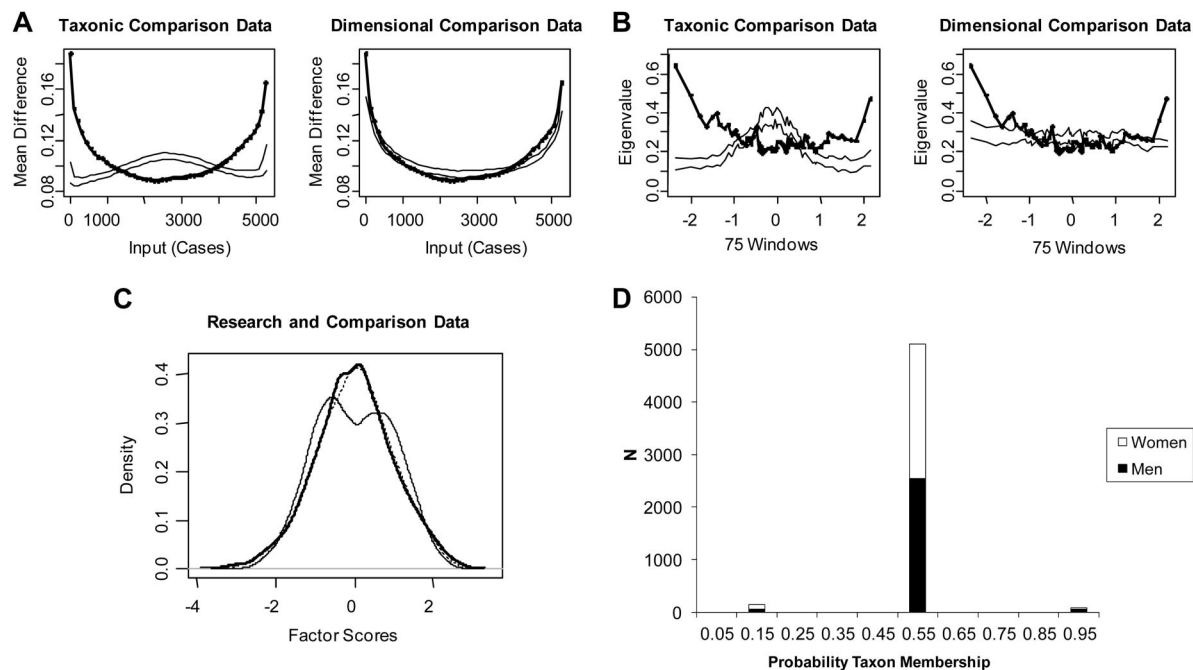 A
Taxonic Comparison Data
Dimensional Comparison Data
Mean Difference
0.16
0.12
0.08
0 1000 3000 5000
Input (Cases)
Mean Difference
0.16
0.12
0.08
0 1000 3000 5000
Input (Cases)
B
Taxonic Comparison Data
Dimensional Comparison Data
Eigenvalue
0.6
0.4
0.2
0.0
-2 -1 0 1 2
75 Windows
Eigenvalue
0.6
0.4
0.2
0.0
-2 -1 0 1 2
75 Windows
C
Research and Comparison Data
Density
0.4
0.3
0.2
0.1
0.0
-4 -2 0 2
Factor Scores
D
N
6000
5000
4000
3000
2000
1000
0
0.05 0.15 0.25 0.35 0.45 0.55 0.65 0.75 0.85 0.95
Probability Taxon Membership
Women
Men